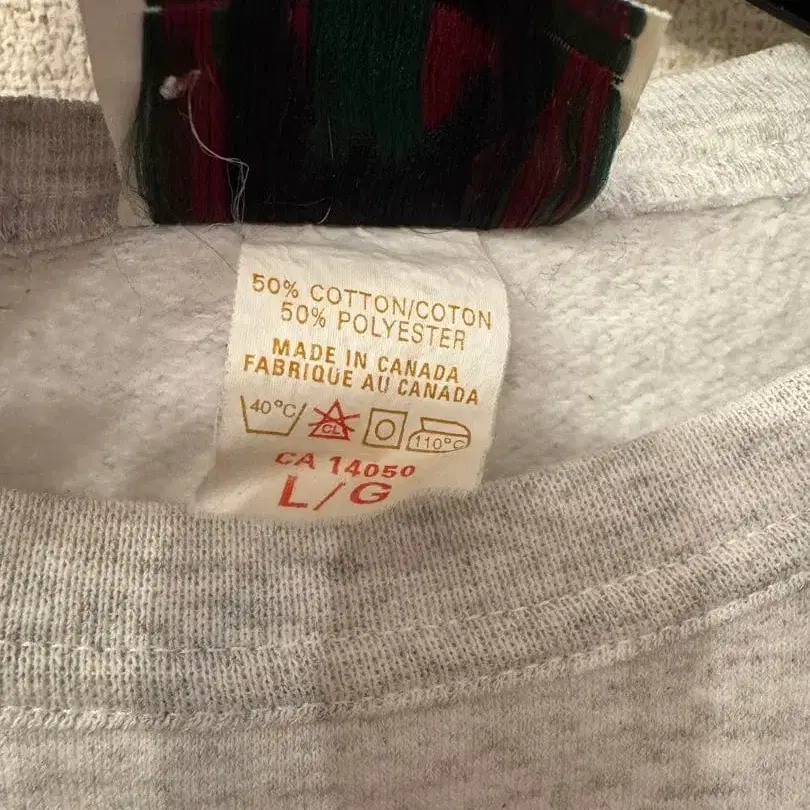 50% COTTON/COTON
50% POLYESTER
MADE IN CANADA
FABRIQUE AU CANADA
40°C CL 110°C
CA 14050
L/G